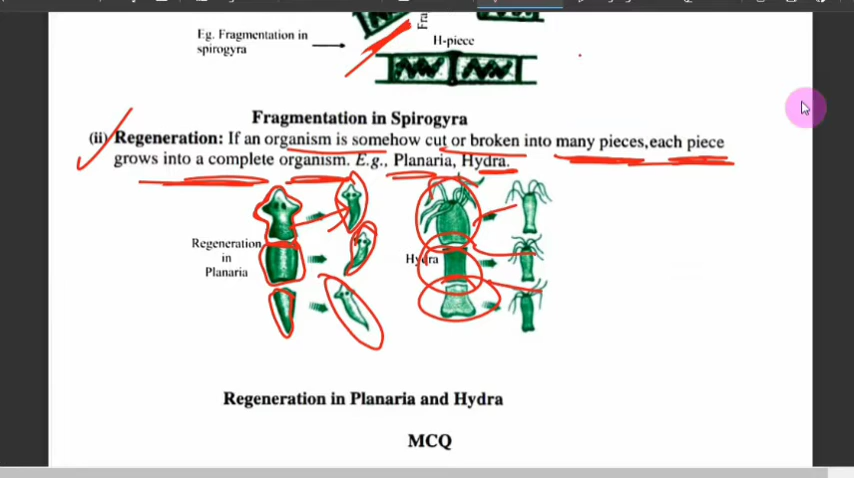 Eg. Fragmentation in
spirogyra
H-piece
Fragmentation in Spirogyra
(ii) Regeneration: If an organism is somehow cut or broken into many pieces,each piece
grows into a complete organism. E.g., Planaria, Hydra.
Regeneration
in
Planaria
Hydra
Regeneration in Planaria and Hydra
MCQ